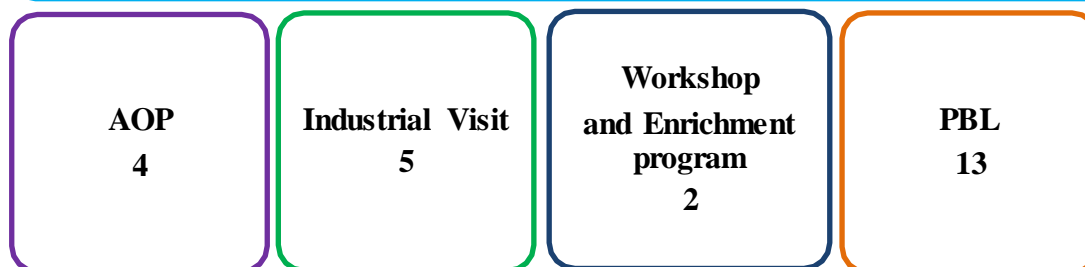 AOP
4
Industrial Visit
5
Workshop
and Enrichment
program
2
PBL
13